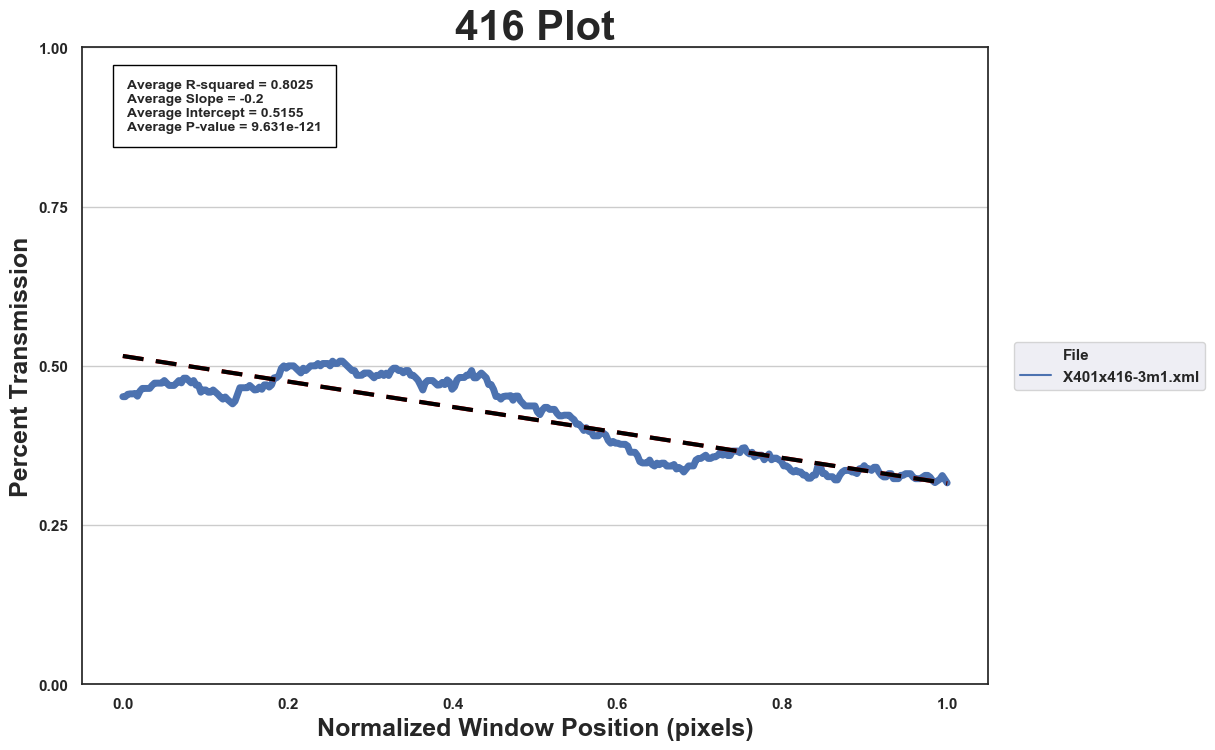 416 Plot
1.00
Average R-squared = 0.8025
Average Slope = -0.2
Average Intercept = 0.5155
Average P-value = 9.631e-121
0.75
Percent Transmission
0.50
File
X401x416-3m1.xml
0.25
0.00
0.0 0.2 0.4 0.6 0.8 1.0
Normalized Window Position (pixels)